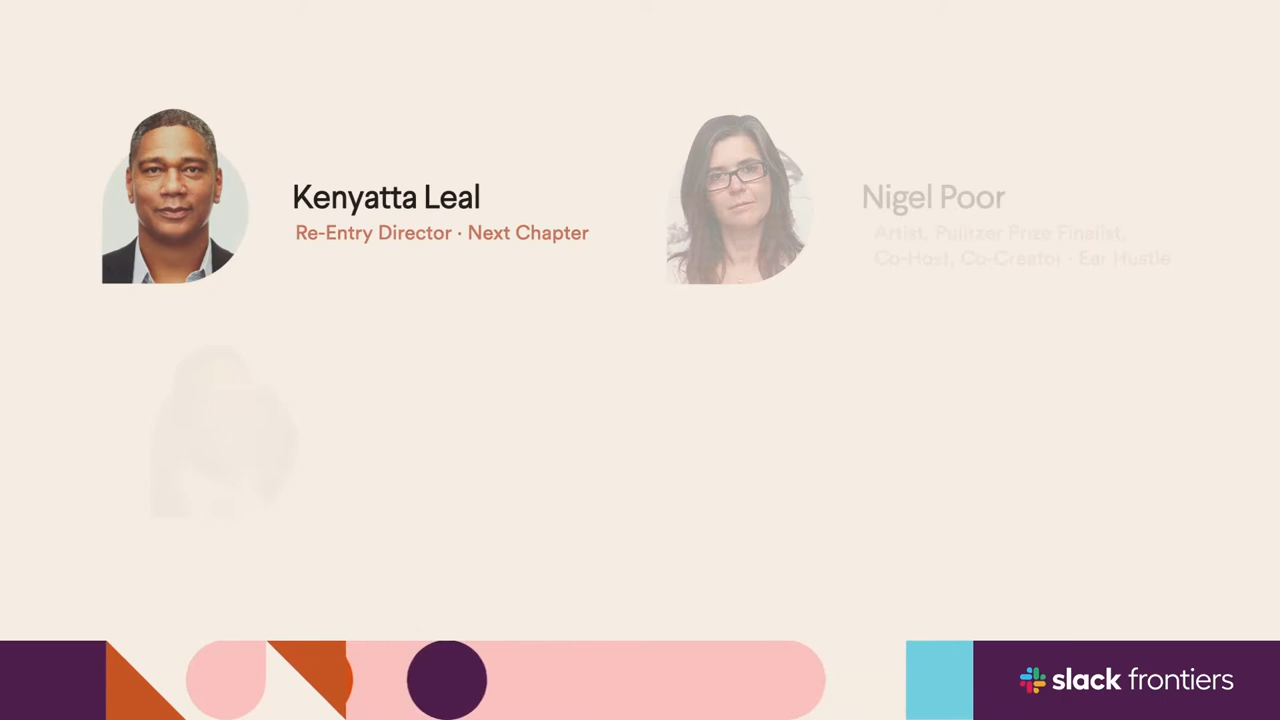 Kenyatta Leal
Re-Entry Director · Next Chapter
Nigel Poor
Artist, Pulitzer Prize Finalist,
Co-Host, Co-Creator · Ear Hustle
slack frontiers